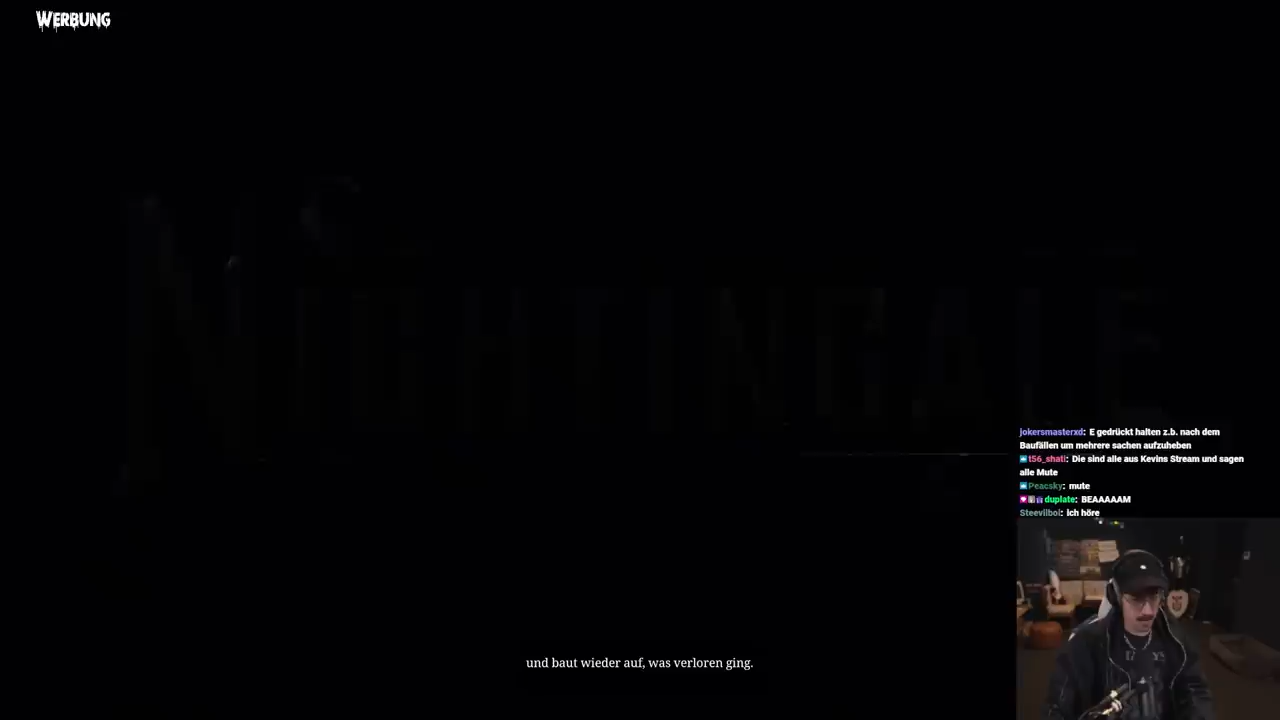 WERBUNG
NIGHTINGALE
jokersmasterxd: E gedrückt halten z.b. nach dem
Baufällen um mehrere sachen aufzuheben
t56_shati: Die sind alle aus Kevins Stream und sagen
alle Mute
Peacsky: mute
duplate: BEAAAAAM
Steevilboi: ich höre
und baut wieder auf, was verloren ging.